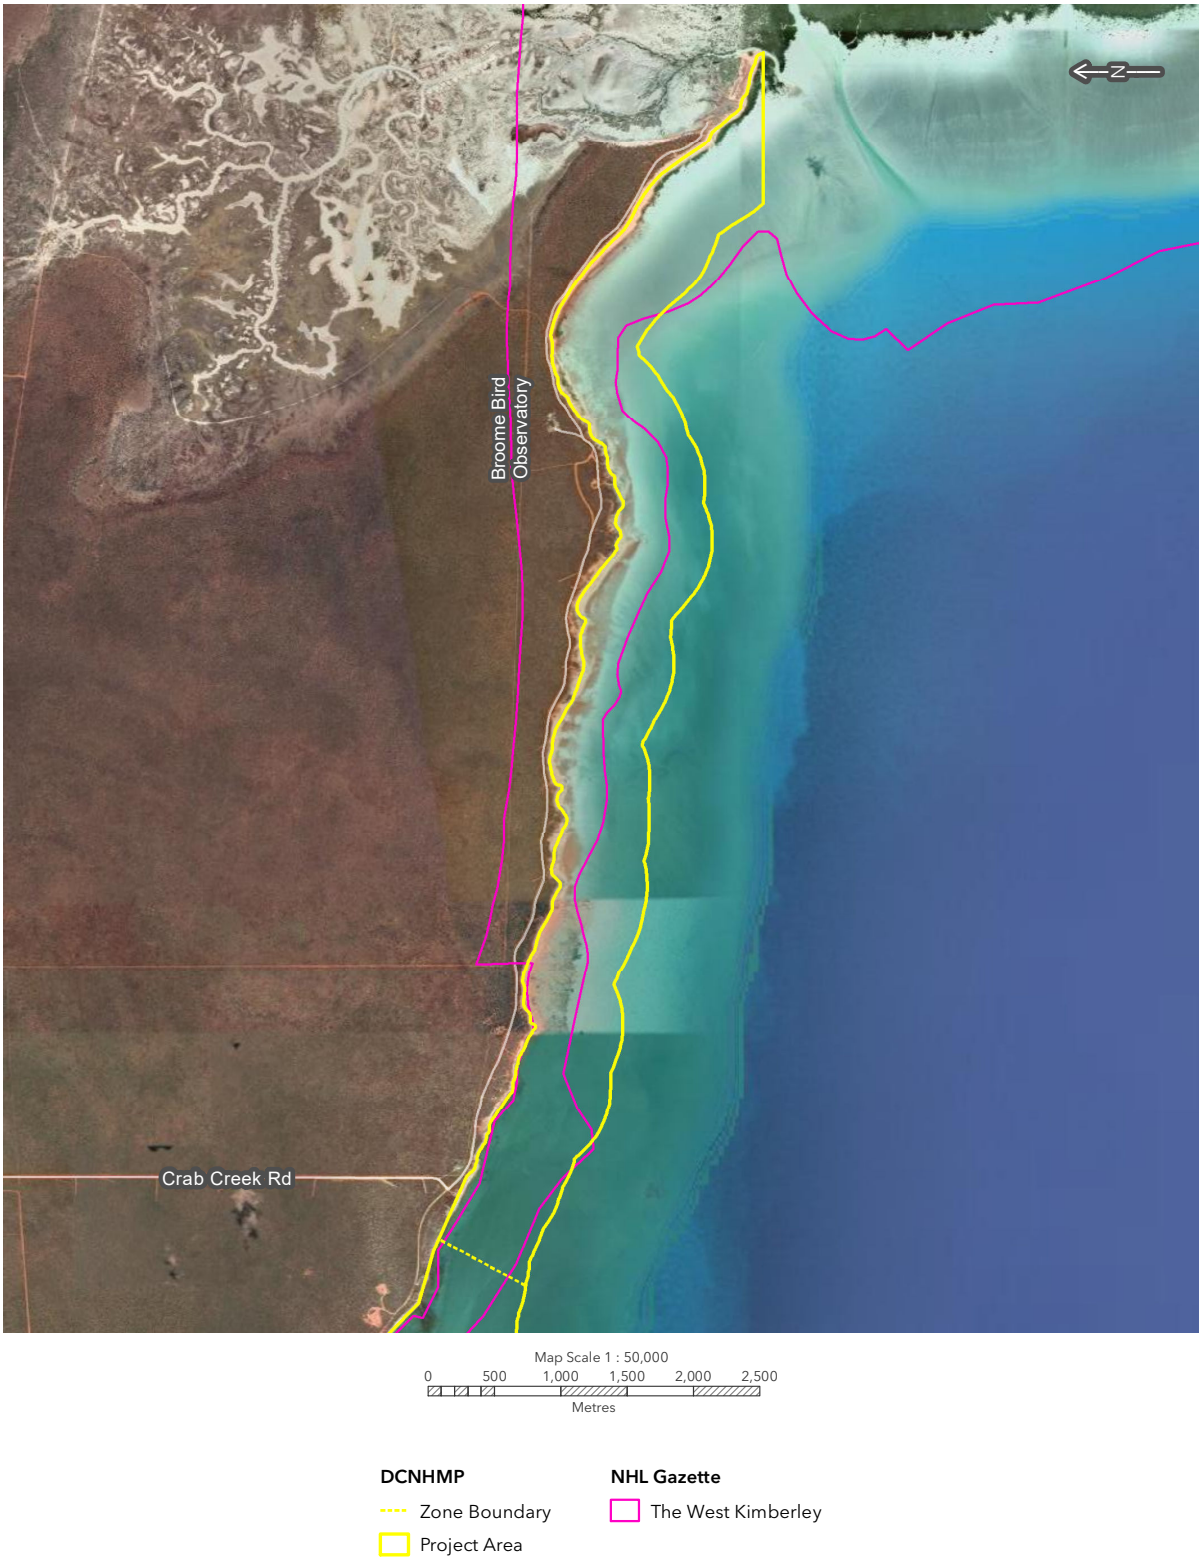 N
Broome Bird
Observatory
Crab Creek Rd
Map Scale 1 : 50,000
0 500 1,000 1,500 2,000 2,500
Metres
DCNHMP
Zone Boundary
Project Area
NHL Gazette
The West Kimberley